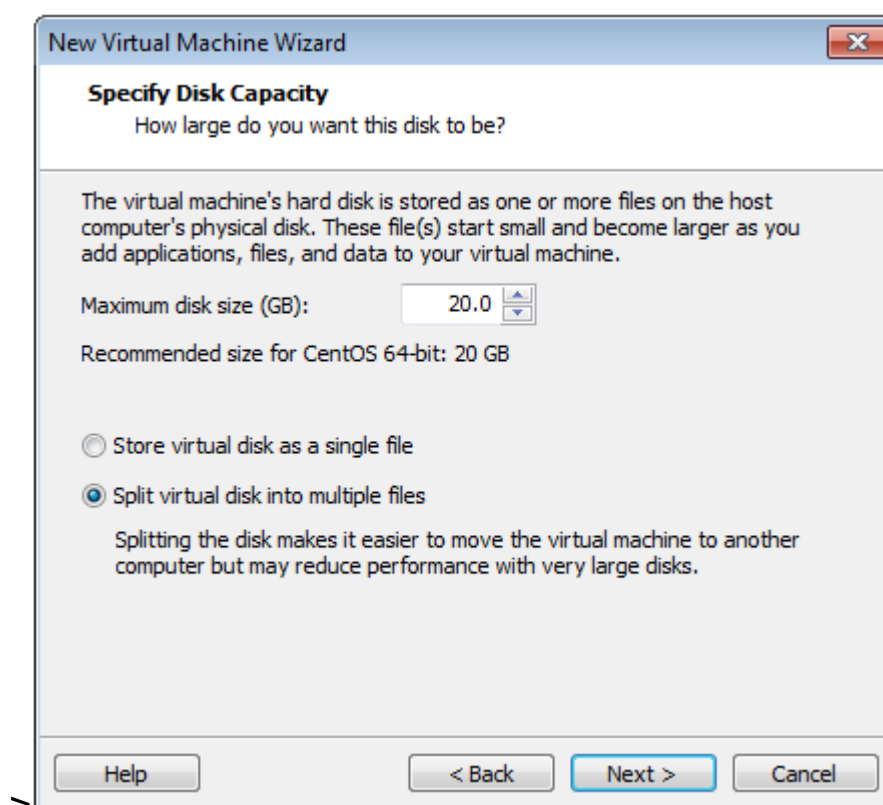 New Virtual Machine Wizard
Specify Disk Capacity
How large do you want this disk to be?
The virtual machine's hard disk is stored as one or more files on the host
computer's physical disk. These file(s) start small and become larger as you
add applications, files, and data to your virtual machine.
Maximum disk size (GB): 20.0
Recommended size for CentOS 64-bit: 20 GB
Store virtual disk as a single file
Split virtual disk into multiple files
Splitting the disk makes it easier to move the virtual machine to another
computer but may reduce performance with very large disks.
Help < Back Next > Cancel